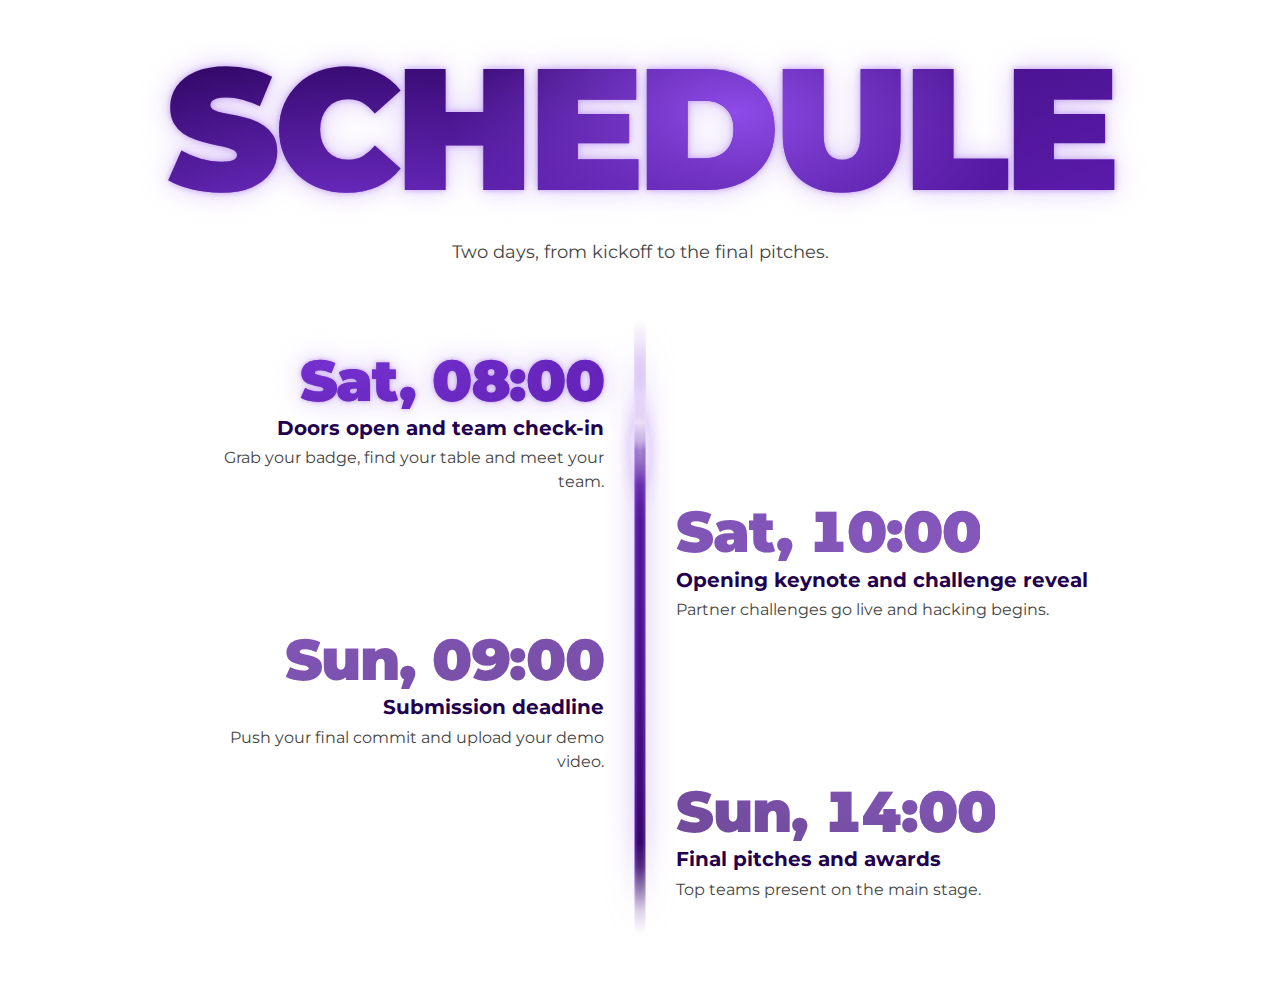 SCHEDULE
Two days, from kickoff to the final pitches.
Sat, 08:00
Doors open and team check-in
Grab your badge, find your table and meet your
team.
Sat, 10:00
Opening keynote and challenge reveal
Partner challenges go live and hacking begins.
Sun, 09:00
Submission deadline
Push your final commit and upload your demo
video.
Sun, 14:00
Final pitches and awards
Top teams present on the main stage.